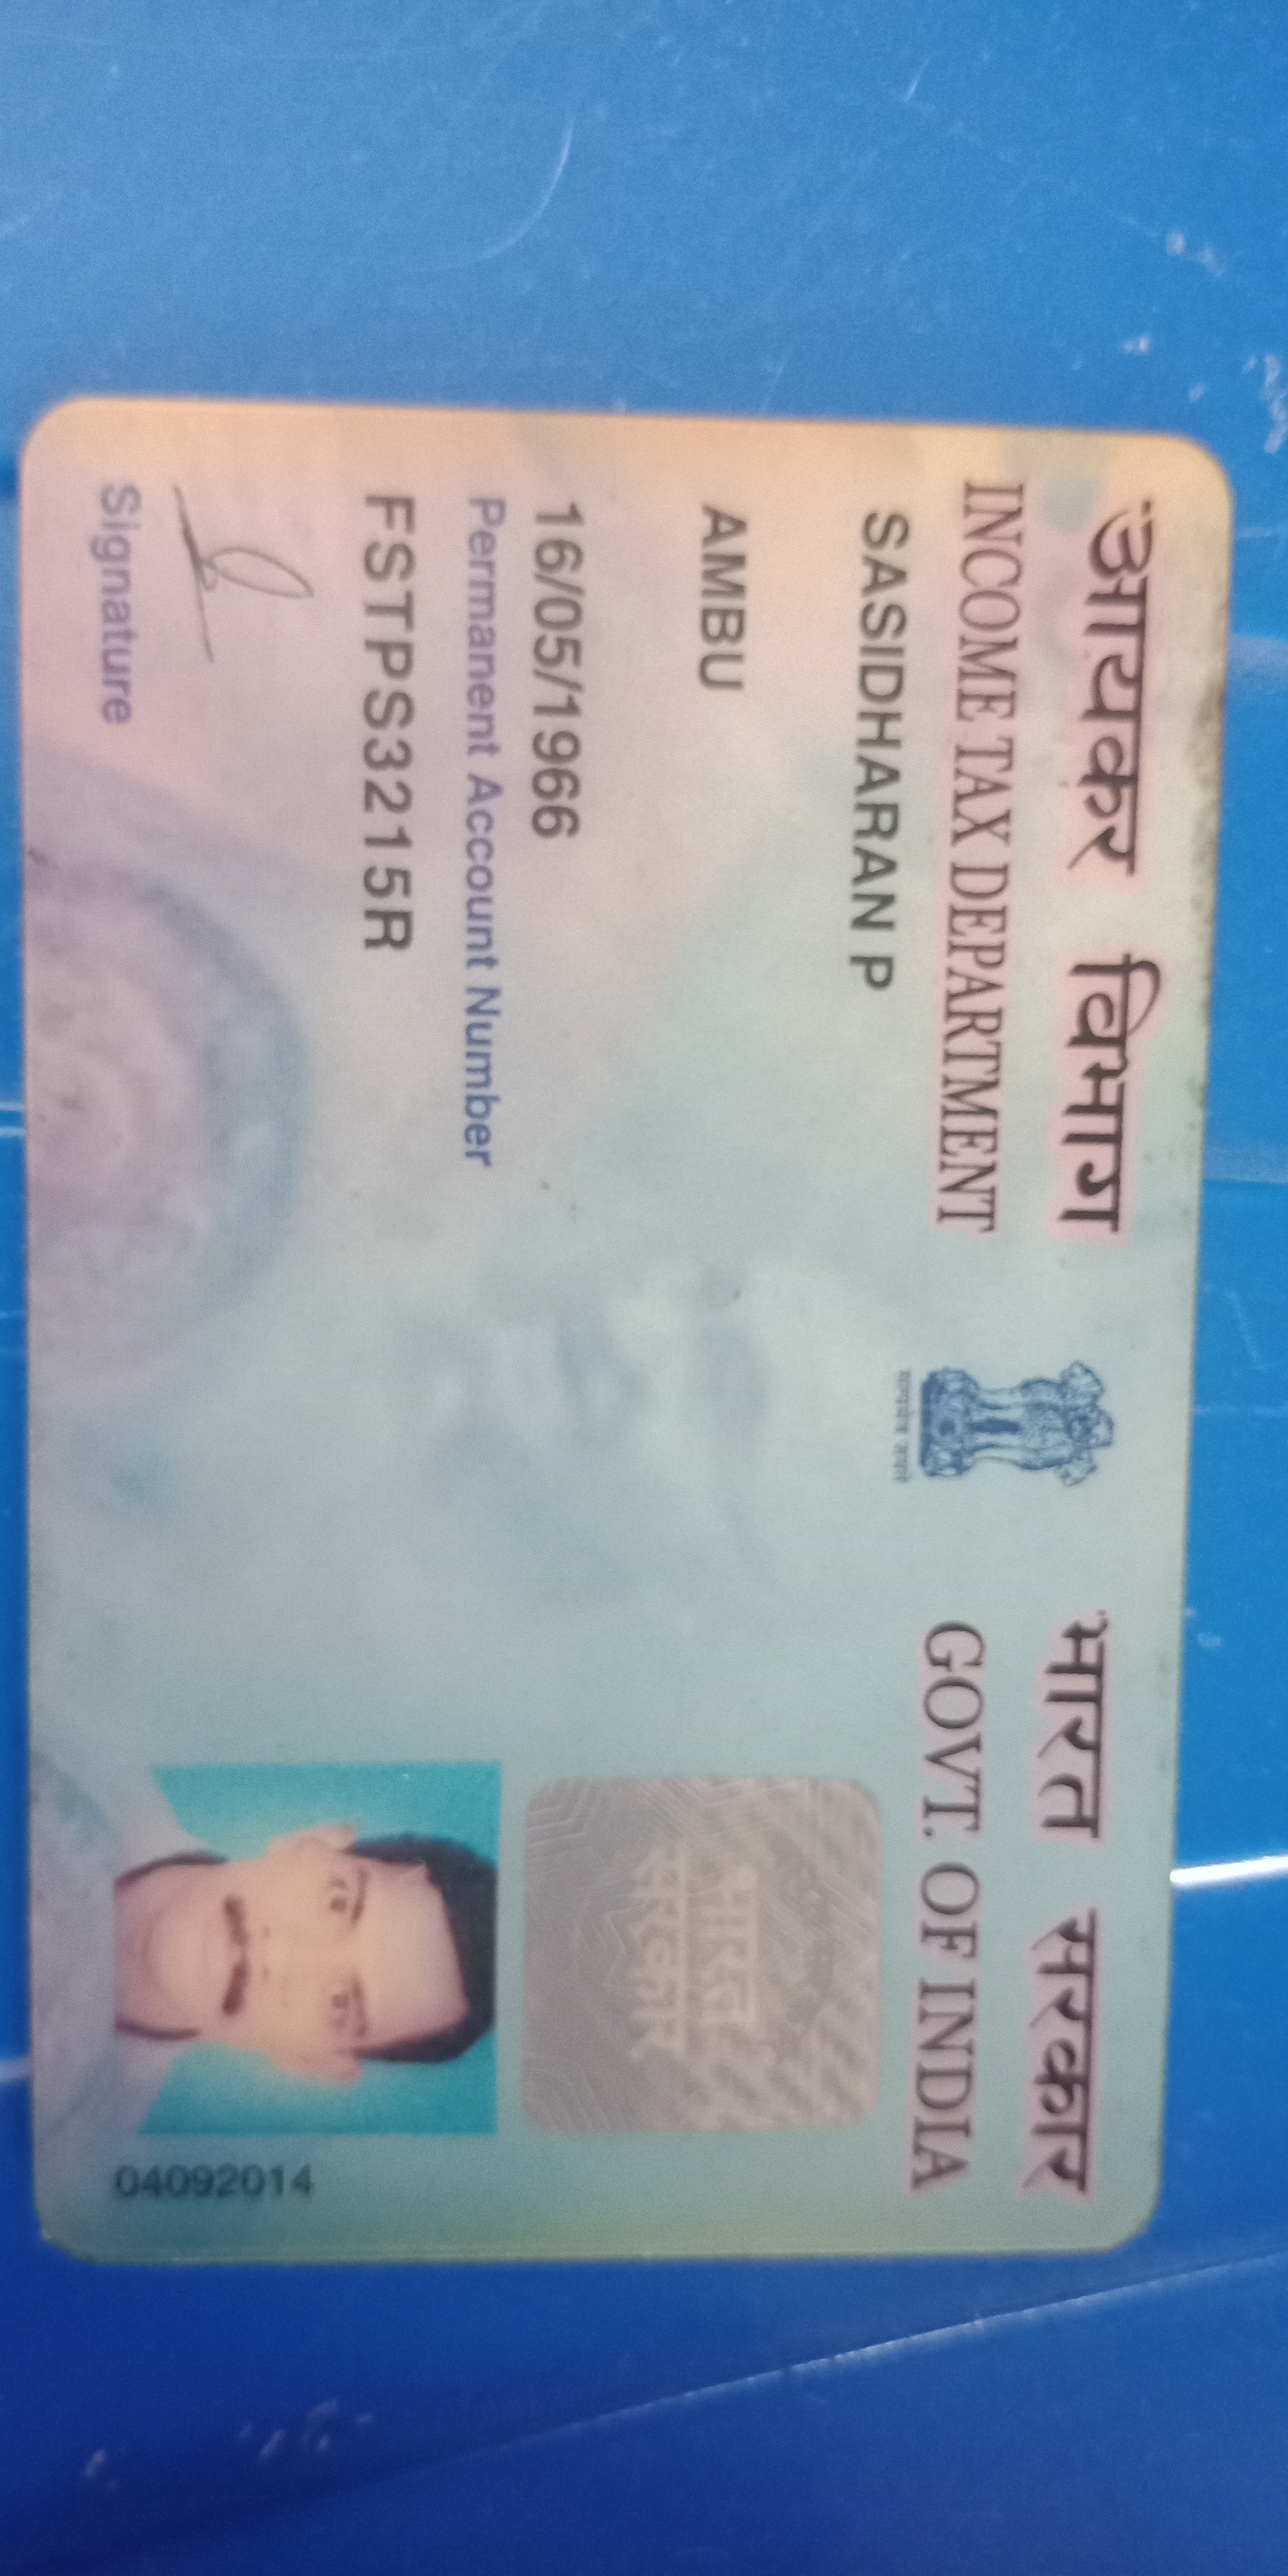 आयकर विभाग
INCOME TAX DEPARTMENT
भारत सरकार
GOVT. OF INDIA
सत्यमेव जयते
SASIDHARAN P
AMBU
16/05/1966
Permanent Account Number
FSTPS3215R
Signature
भारत सरकार
04092014